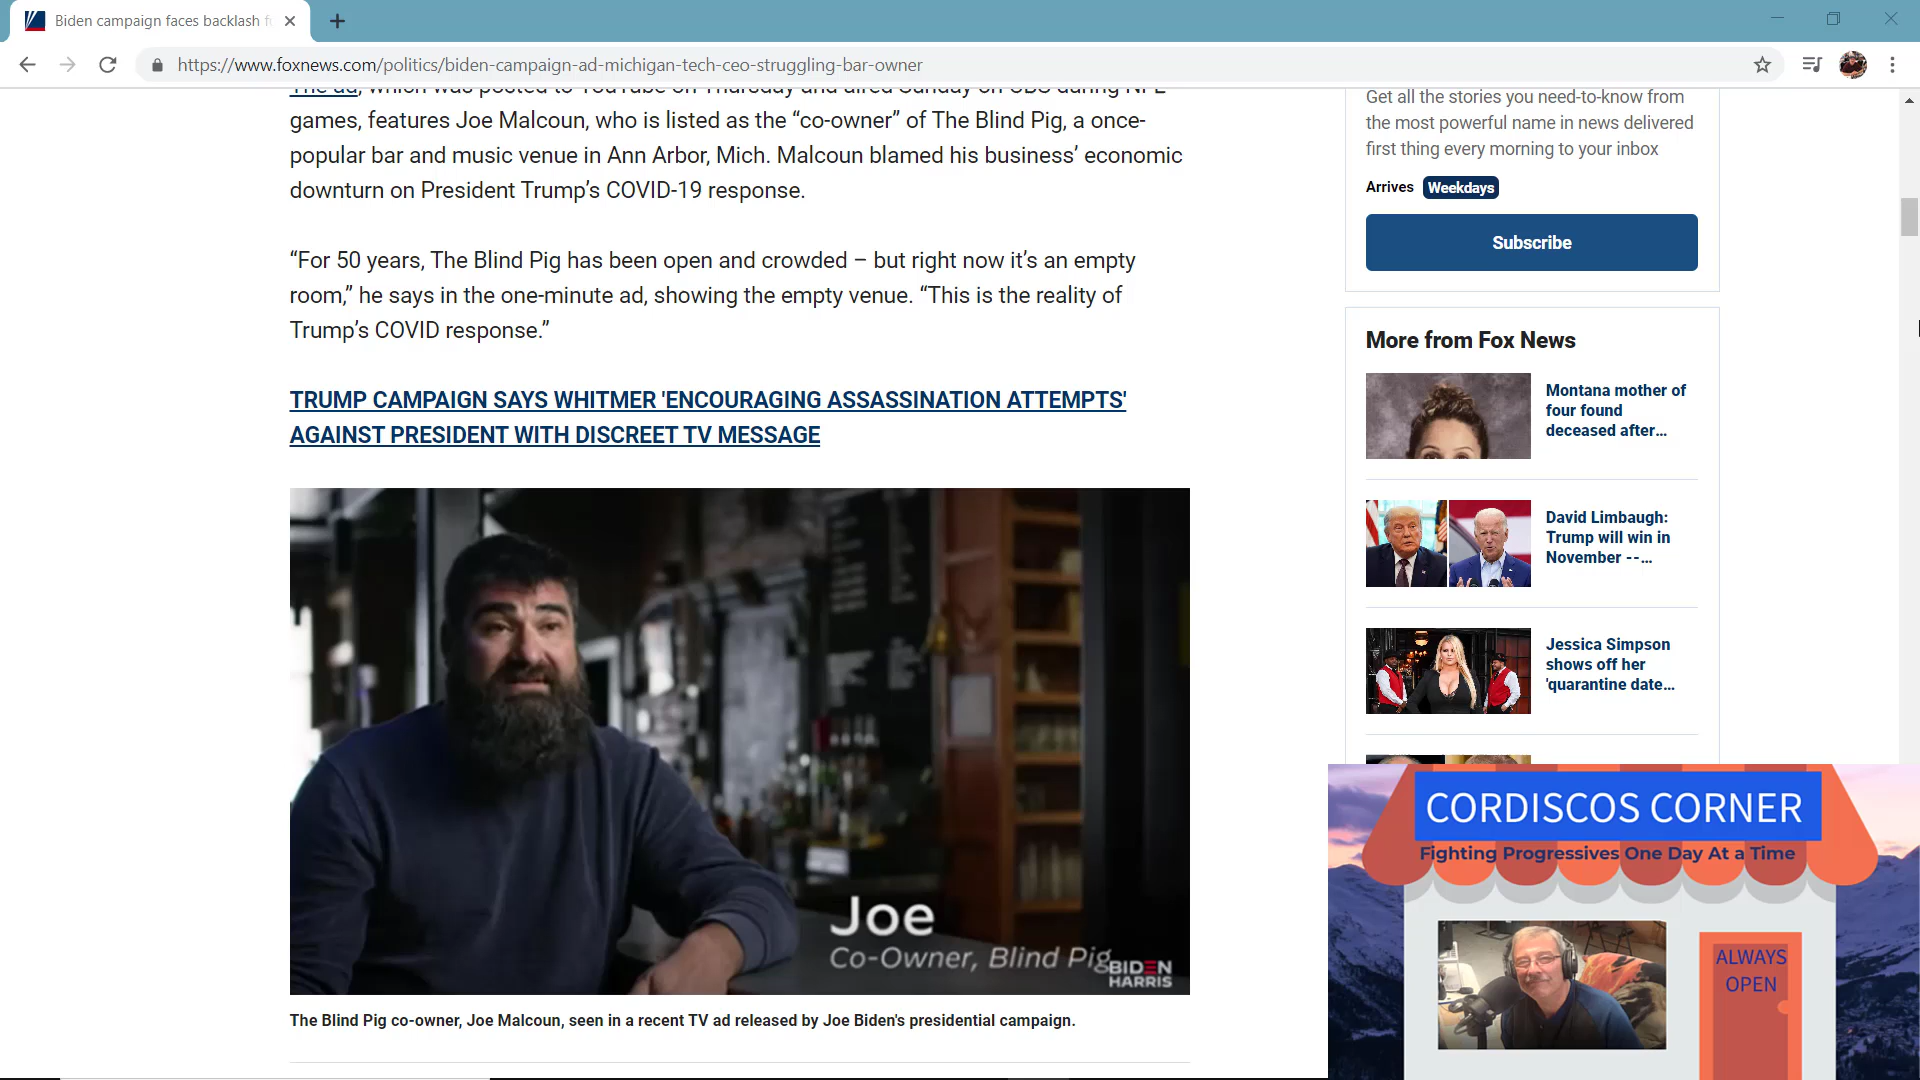 Biden campaign faces backlash f
https://www.foxnews.com/politics/biden-campaign-ad-michigan-tech-ceo-struggling-bar-owner
The ad, which was posted to YouTube on Thursday and aired Sunday on CBS during NFL
games, features Joe Malcoun, who is listed as the “co-owner” of The Blind Pig, a once-
popular bar and music venue in Ann Arbor, Mich. Malcoun blamed his business’ economic
downturn on President Trump’s COVID-19 response.
“For 50 years, The Blind Pig has been open and crowded – but right now it’s an empty
room,” he says in the one-minute ad, showing the empty venue. “This is the reality of
Trump’s COVID response.”
TRUMP CAMPAIGN SAYS WHITMER 'ENCOURAGING ASSASSINATION ATTEMPTS'
AGAINST PRESIDENT WITH DISCREET TV MESSAGE
Joe
Co-Owner, Blind Pig
BIDEN
HARRIS
The Blind Pig co-owner, Joe Malcoun, seen in a recent TV ad released by Joe Biden's presidential campaign.
Get all the stories you need-to-know from
the most powerful name in news delivered
first thing every morning to your inbox
Arrives Weekdays
Subscribe
More from Fox News
Montana mother of
four found
deceased after...
David Limbaugh:
Trump will win in
November --...
Jessica Simpson
shows off her
'quarantine date...
CORDISCOS CORNER
Fighting Progressives One Day At a Time
ALWAYS
OPEN